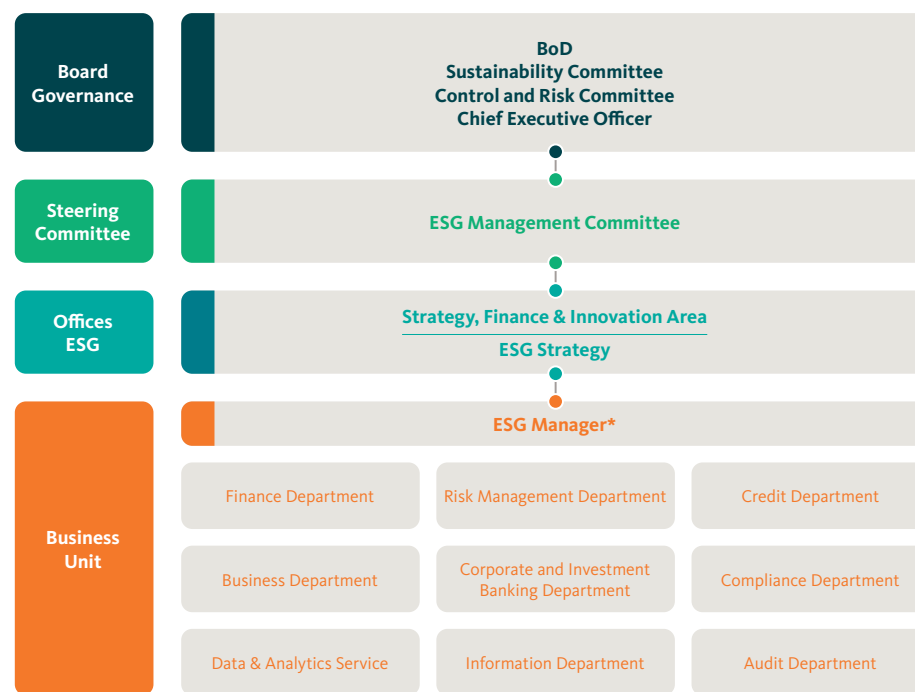 Board
Governance
BoD
Sustainability Committee
Control and Risk Committee
Chief Executive Officer
Steering
Committee
ESG Management Committee
Offices
ESG
Strategy, Finance & Innovation Area
ESG Strategy
Business
Unit
ESG Manager*
Finance Department
Risk Management Department
Credit Department
Business Department
Corporate and Investment
Banking Department
Compliance Department
Data & Analytics Service
Information Department
Audit Department